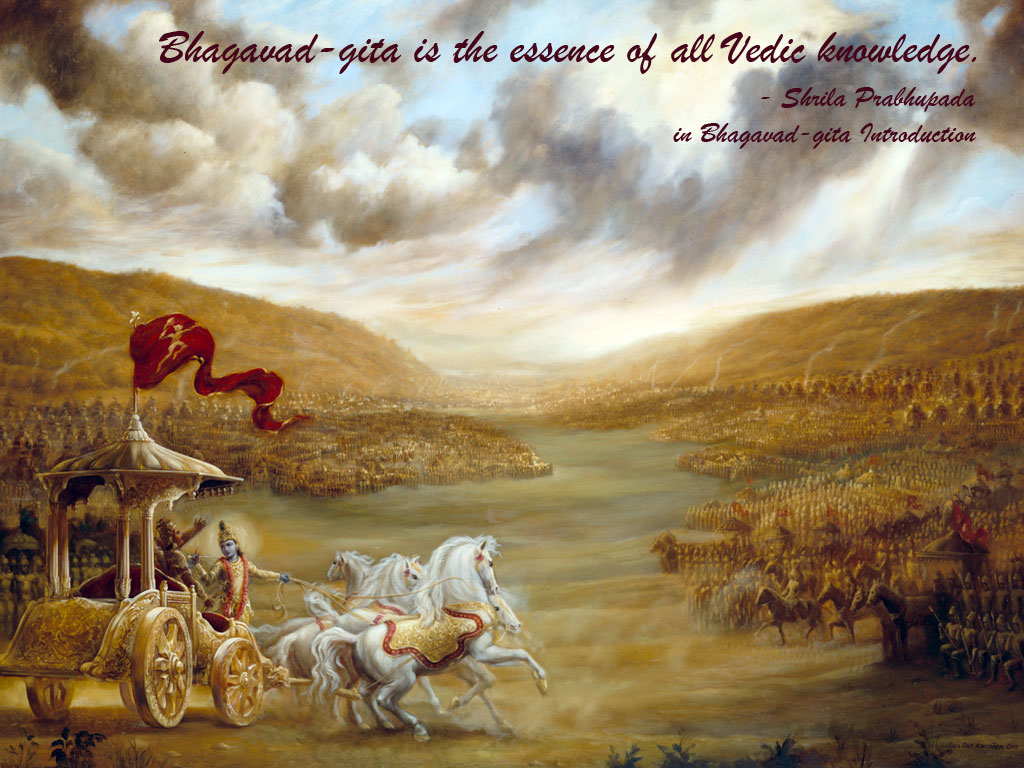 Bhagavad-gita is the essence of all Vedic knowledge.
- Shrila Prabhupada
in Bhagavad-gita Introduction